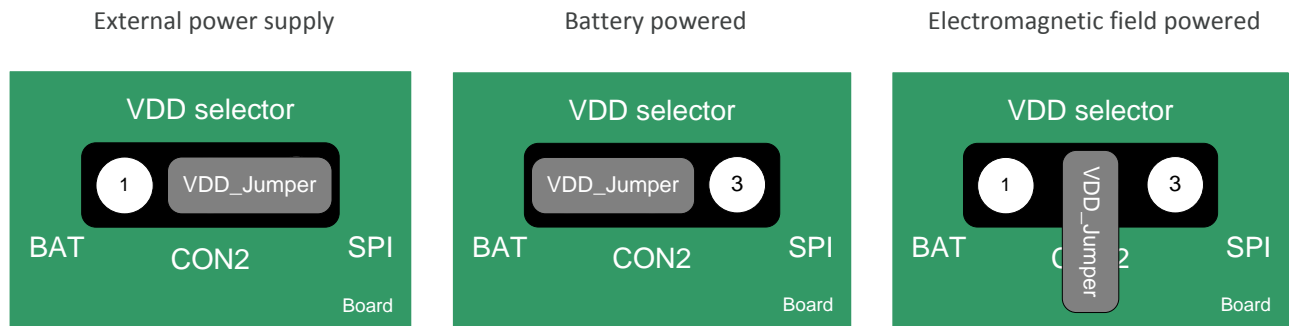 External power supply
VDD selector
1
VDD_Jumper
BAT
CON2
SPI
Board
Battery powered
VDD selector
VDD_Jumper
3
BAT
CON2
SPI
Board
Electromagnetic field powered
VDD selector
1
VDD_Jumper
3
BAT
C 2
SPI
Board